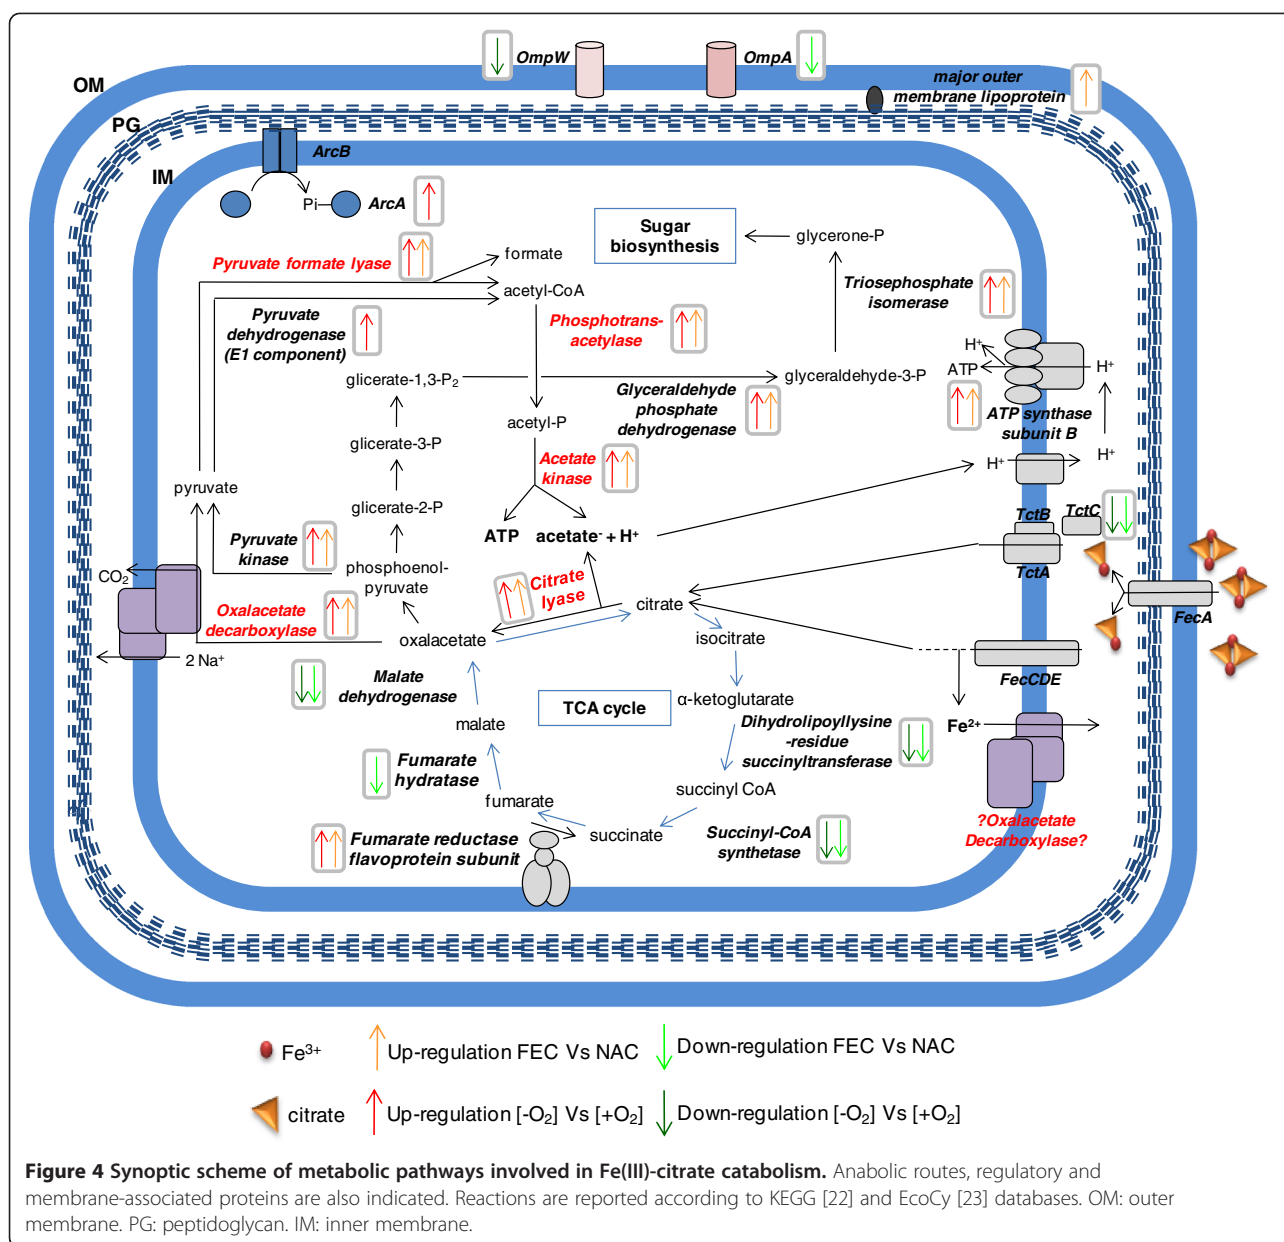 OmpW
OmpA
major outer
membrane lipoprotein
OM
PG
IM
ArcB
Pi
ArcA
Sugar
biosynthesis
glycerone-P
Pyruvate formate lyase
formate
acetyl-CoA
Triosephosphate
isomerase
Pyruvate
dehydrogenase
(E1 component)
Phosphotrans-
acetylase
H⁺
ATP
H⁺
glicerate-1,3-P₂
glyceraldehyde-3-P
Glyceraldehyde
phosphate
dehydrogenase
ATP synthase
subunit B
acetyl-P
glicerate-3-P
Acetate
kinase
H⁺
H⁺
pyruvate
glicerate-2-P
TctB
TctC
ATP
acetate⁻ + H⁺
Pyruvate
kinase
TctA
CO₂
phosphoenol-
pyruvate
Citrate
lyase
citrate
FecA
Oxalacetate
decarboxylase
oxalacetate
isocitrate
2 Na⁺
FecCDE
Malate
dehydrogenase
α-ketoglutarate
malate
TCA cycle
Dihydrolipoyllysine
-residue
succinyltransferase
Fe²⁺
Fumarate
hydratase
succinyl CoA
fumarate
?Oxalacetate
Decarboxylase?
Fumarate reductase
flavoprotein subunit
succinate
Succinyl-CoA
synthetase
Fe³⁺
Up-regulation FEC Vs NAC
Down-regulation FEC Vs NAC
citrate
Up-regulation [-O₂] Vs [+O₂]
Down-regulation [-O₂] Vs [+O₂]
Figure 4 Synoptic scheme of metabolic pathways involved in Fe(III)-citrate catabolism. Anabolic routes, regulatory and
membrane-associated proteins are also indicated. Reactions are reported according to KEGG [22] and EcoCy [23] databases. OM: outer
membrane. PG: peptidoglycan. IM: inner membrane.